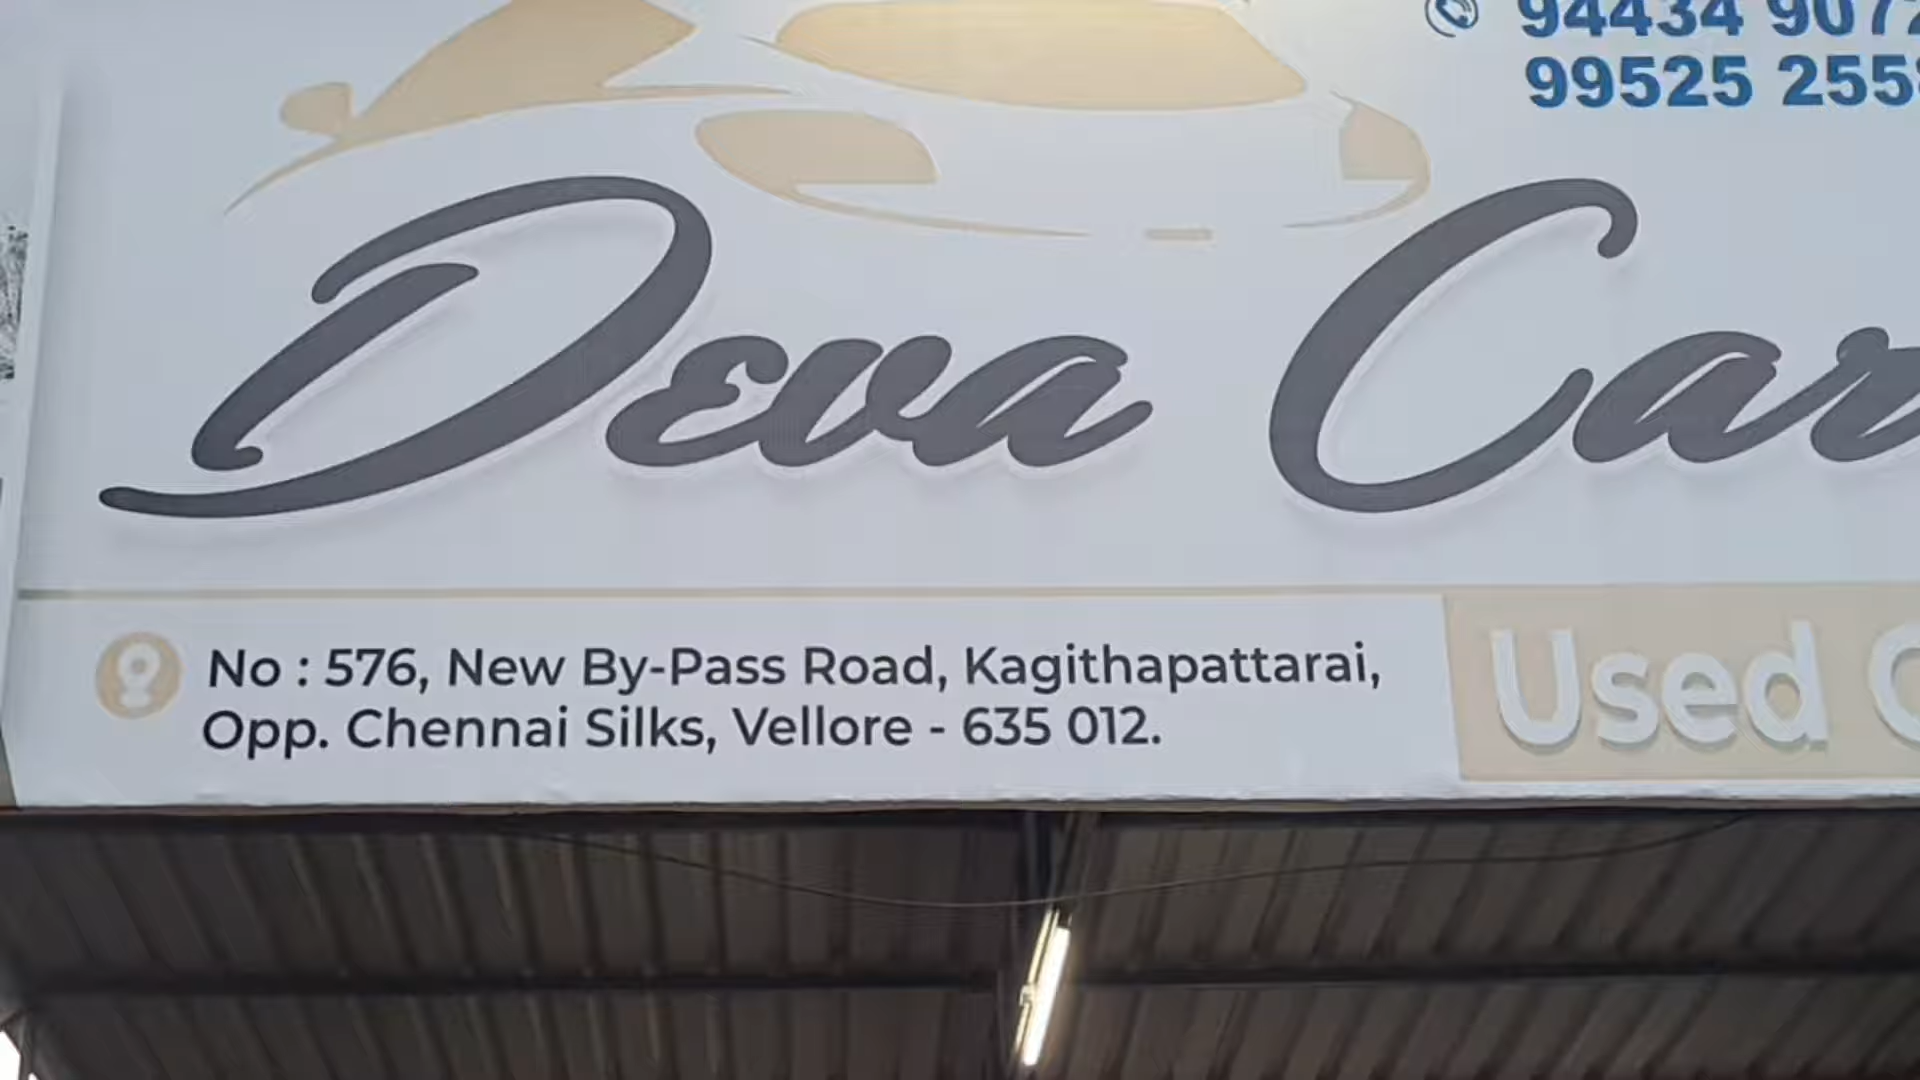 94434 9072
99525 255
Deva Car
No : 576, New By-Pass Road, Kagithapattarai,
Opp. Chennai Silks, Vellore - 635 012.
Used